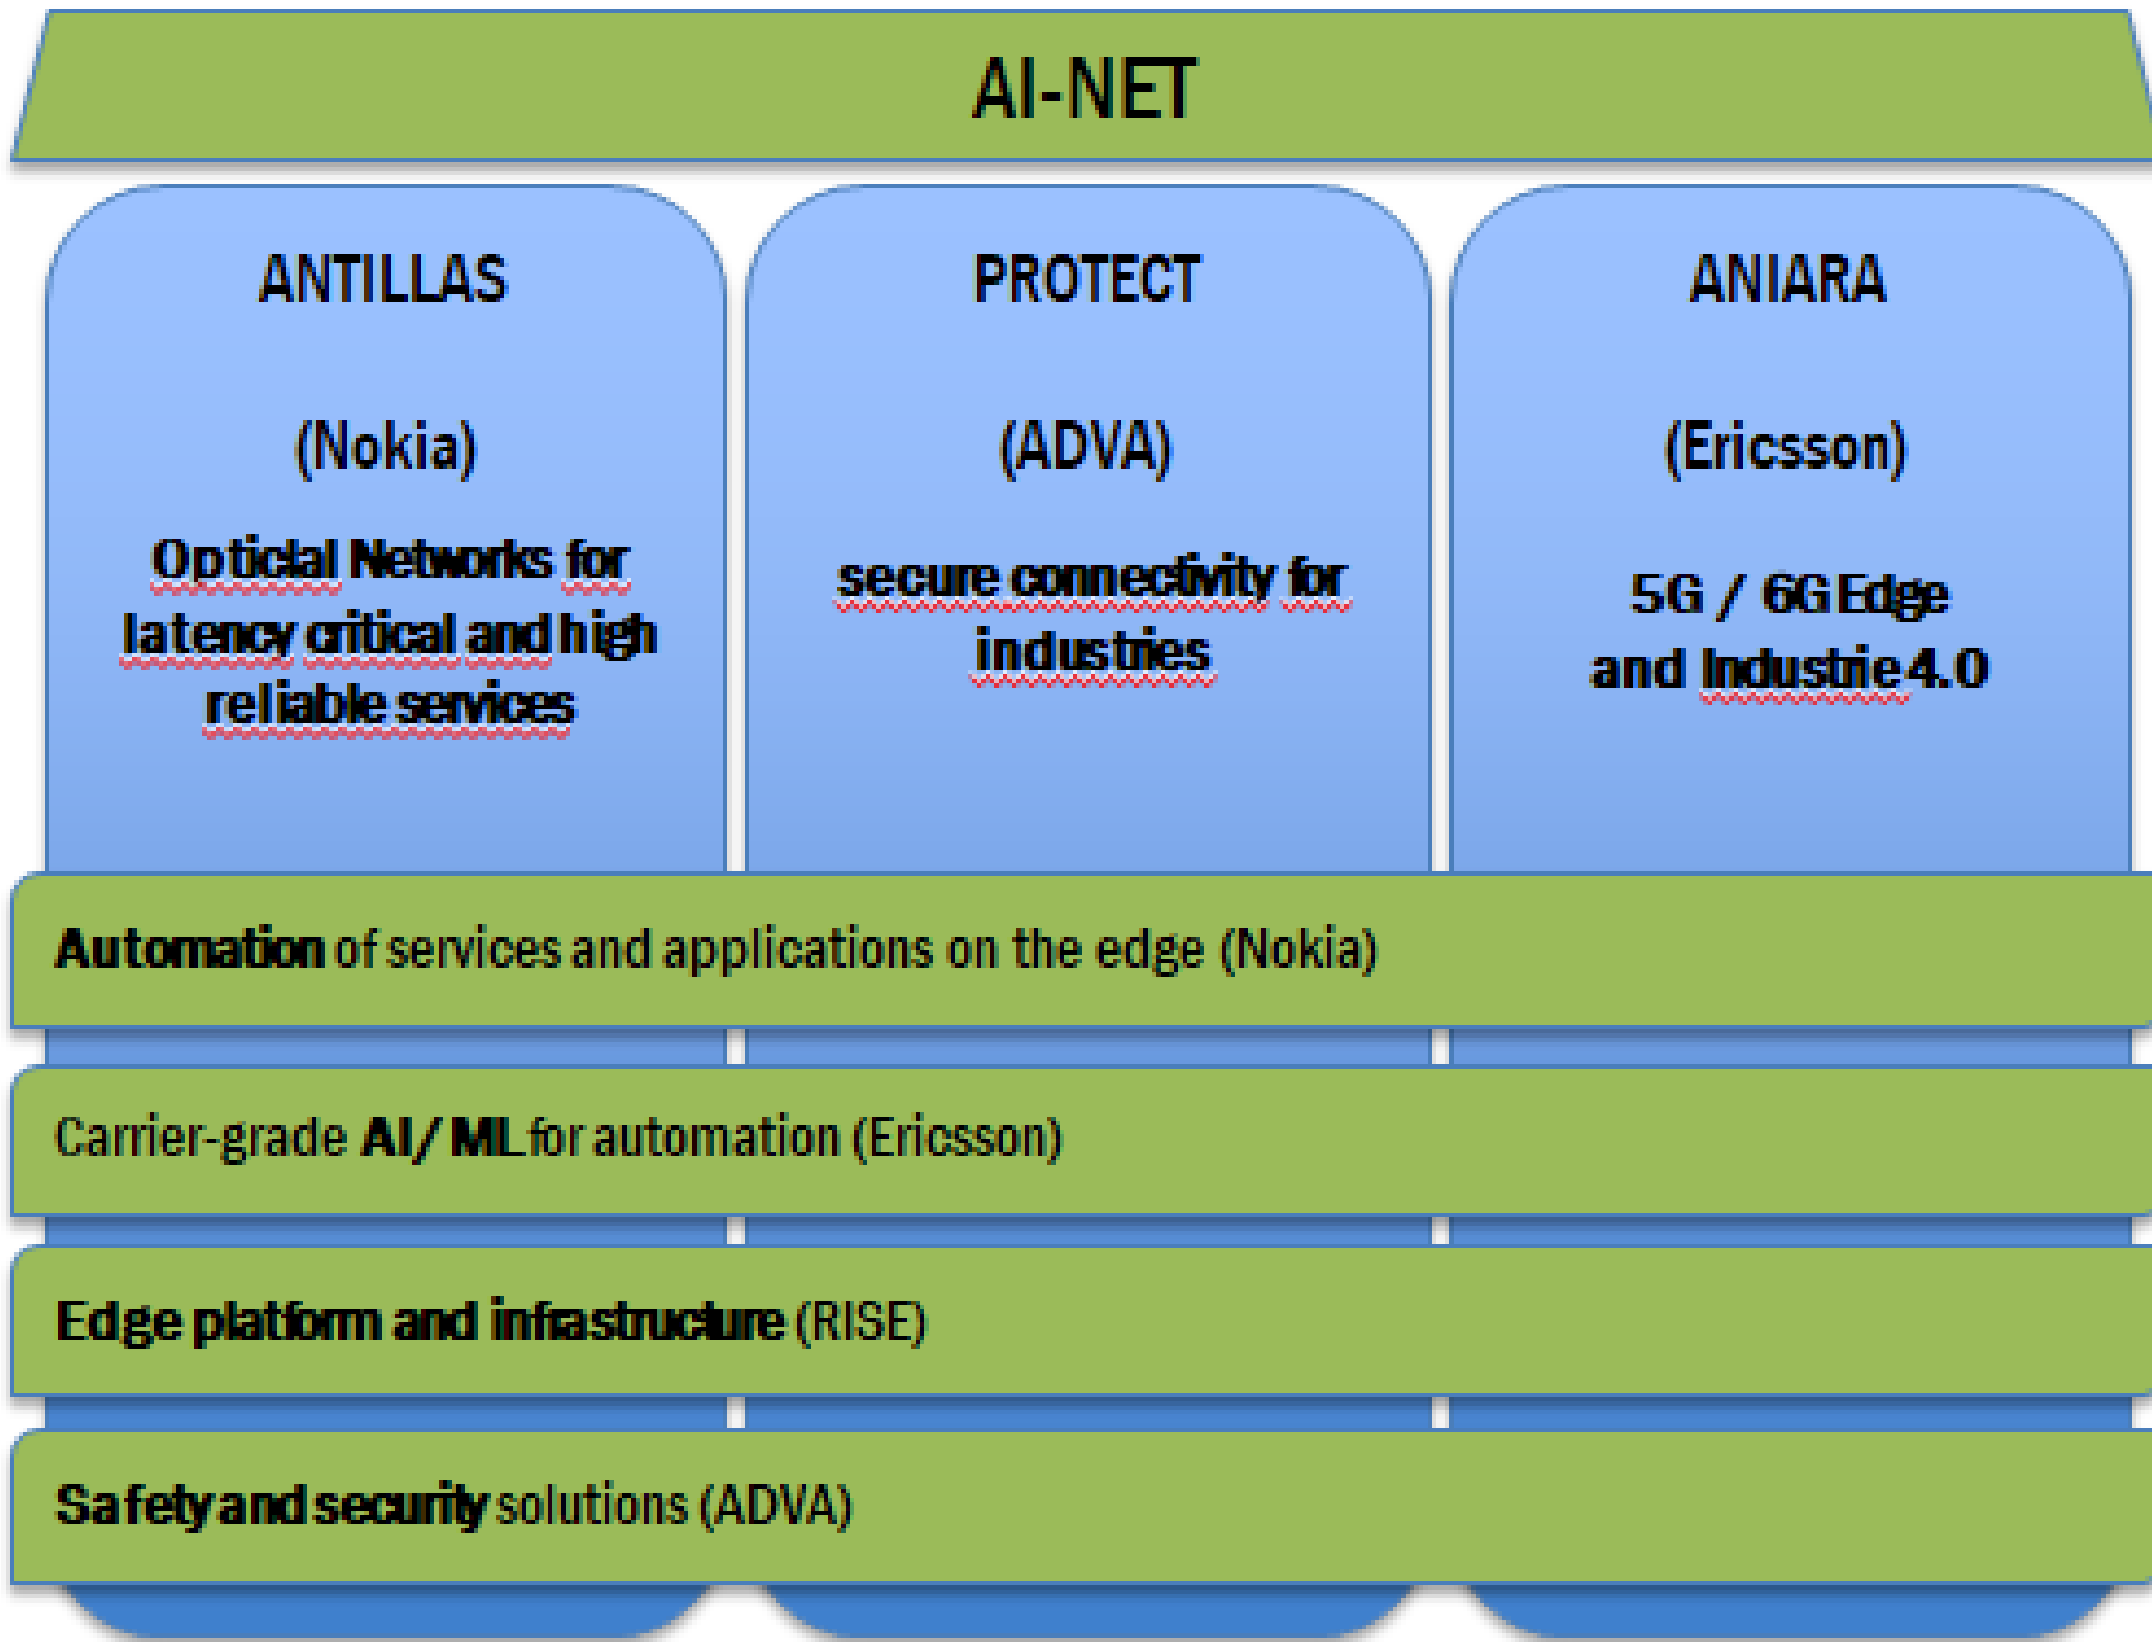 AI-NET
ANTILLAS
(Nokia)
Opticlal Networks for
latency critical and high
reliable services
PROTECT
(ADVA)
secure connectivity for
industries
ANIARA
(Ericsson)
5G / 6G Edge
and Industrie 4.0
Automation of services and applications on the edge (Nokia)
Carrier-grade AI/ ML for automation (Ericsson)
Edge platform and infrastructure (RISE)
Safety and security solutions (ADVA)